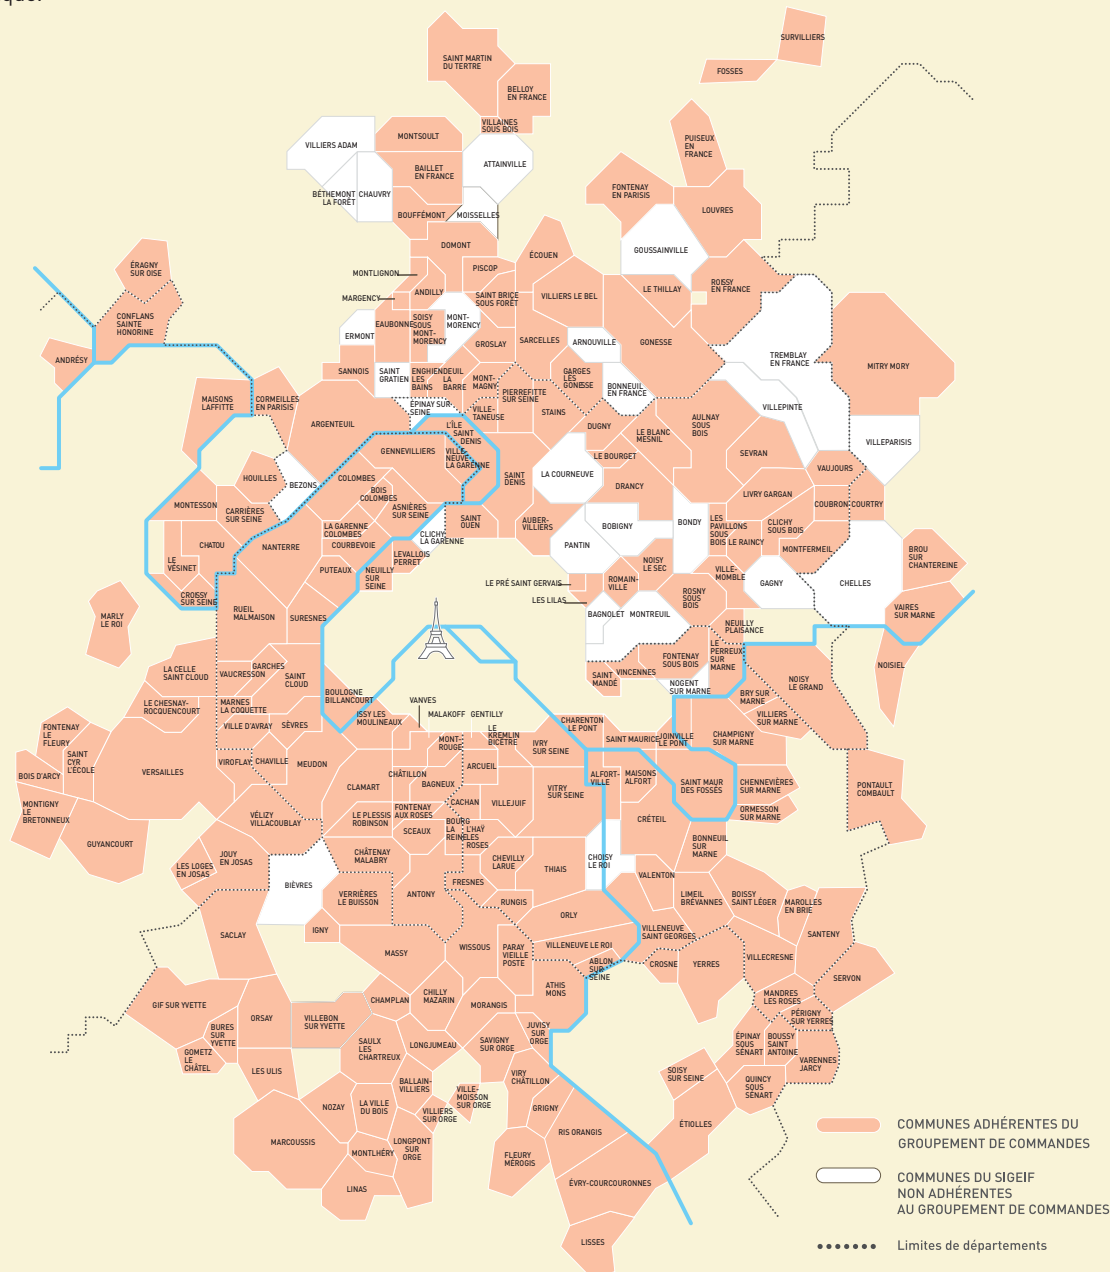 que.
SURVILLIERS
SAINT MARTIN
DU TERTRE
FOSSES
BELLOY
EN FRANCE
VILLAINES
SOUS BOIS
MONTSOULT
VILLIERS ADAM
PUISEUX
EN
FRANCE
ATTAINVILLE
BAILLET
EN FRANCE
BÉTHEMONT
LA FORÊT
CHAUVRY
FONTENAY
EN PARISIS
LOUVRES
BOUFFÉMONT
MOISSELLES
DOMONT
GOUSSAINVILLE
ÉCOUEN
ÉRAGNY
SUR OISE
PISCOP
MONTLIGNON
ROISSY
EN FRANCE
LE THILLAY
ANDILLY
MARGENCY
SAINT BRICE
SOUS FORÊT
VILLIERS LE BEL
CONFLANS
SAINTE
HONORINE
EAUBONNE
SOISY
SOUS
MONT-
MORENCY
MONT-
MORENCY
ERMONT
GROSLAY
SARCELLES
ARNOUVILLE
GONESSE
ANDRÉSY
TREMBLAY
EN FRANCE
MITRY MORY
SANNOIS
SAINT
GRATIEN
ENGHIEN
LES
BAINS
DEUIL
LA
BARRE
MONT-
MAGNY
GARGES
LES
GONESSE
BONNEUIL
EN FRANCE
PIERREFITTE
SUR SEINE
MAISONS
LAFFITTE
CORMEILLES
EN PARISIS
ÉPINAY SUR
SEINE
VILLE-
TANEUSE
STAINS
VILLEPINTE
ARGENTEUIL
L'ÎLE
SAINT
DENIS
DUGNY
LE BLANC
MESNIL
AULNAY
SOUS
BOIS
VILLEPARISIS
GENNEVILLIERS
VILLE-
NEUVE
LA GARENNE
LE BOURGET
SEVRAN
VAUJOURS
HOUILLES
BEZONS
COLOMBES
SAINT
DENIS
LA COURNEUVE
DRANCY
BOIS
COLOMBES
LIVRY GARGAN
MONTESSON
CARRIÈRES
SUR SEINE
ASNIÈRES
SUR SEINE
COUBRON
COURTRY
SAINT
OUEN
AUBER-
VILLIERS
BOBIGNY
BONDY
LES
PAVILLONS
SOUS
BOIS
CLICHY
SOUS BOIS
LA GARENNE
COLOMBES
CLICHY
LA GARENNE
CHATOU
NANTERRE
COURBEVOIE
PANTIN
LE RAINCY
MONTFERMEIL
LEVALLOIS
PERRET
BROU
SUR
CHANTEREINE
LE
VÉSINET
PUTEAUX
NEUILLY
SUR
SEINE
NOISY
LE SEC
VILLE-
MOMBLE
LE PRÉ SAINT GERVAIS
ROMAIN-
VILLE
GAGNY
CHELLES
CROISSY
SUR SEINE
LES LILAS
ROSNY
SOUS
BOIS
MARLY
LE ROI
RUEIL
MALMAISON
SURESNES
BAGNOLET
MONTREUIL
VAIRES
SUR MARNE
NEUILLY
PLAISANCE
LE
PERREUX
SUR
MARNE
LA CELLE
SAINT CLOUD
VAUCRESSON
GARCHES
SAINT
CLOUD
FONTENAY
SOUS BOIS
NOISIEL
SAINT
MANDÉ
VINCENNES
NOISY
LE GRAND
NOGENT
SUR MARNE
BOULOGNE
BILLANCOURT
BRY SUR
MARNE
LE CHESNAY-
ROCQUENCOURT
MARNES
LA COQUETTE
VANVES
MALAKOFF
GENTILLY
ISSY LES
MOULINEAUX
CHARENTON
LE PONT
VILLIERS
SUR MARNE
FONTENAY
LE
FLEURY
VILLE D'AVRAY
SÈVRES
LE
KREMLIN
BICÊTRE
SAINT MAURICE
JOINVILLE
LE PONT
CHAMPIGNY
SUR MARNE
MONT-
ROUGE
IVRY
SUR SEINE
SAINT
CYR
L'ÉCOLE
VIROFLAY
CHAVILLE
MEUDON
BOIS D'ARCY
VERSAILLES
CHÂTILLON
ARCUEIL
ALFORT-
VILLE
MAISONS
ALFORT
CLAMART
BAGNEUX
VITRY
SUR SEINE
SAINT MAUR
DES FOSSÉS
CHENNEVIÈRES
SUR MARNE
PONTAULT
COMBAULT
MONTIGNY
LE
BRETONNEUX
CACHAN
VILLEJUIF
VÉLIZY
VILLACOUBLAY
LE PLESSIS
ROBINSON
FONTENAY
AUX ROSES
CRÉTEIL
ORMESSON
SUR MARNE
SCEAUX
BOURG
LA
REINE
L'HAŸ
LES
ROSES
GUYANCOURT
BONNEUIL
SUR
MARNE
JOUY
EN JOSAS
CHÂTENAY
MALABRY
CHEVILLY
LARUE
CHOISY
LE ROI
LES LOGES
EN JOSAS
THIAIS
VALENTON
BIÈVRES
FRESNES
VERRIÈRES
LE BUISSON
ANTONY
RUNGIS
LIMEIL
BRÉVANNES
BOISSY
SAINT LÉGER
MAROLLES
EN BRIE
ORLY
IGNY
SACLAY
VILLENEUVE
SAINT GEORGES
SANTENY
MASSY
WISSOUS
PARAY
VIEILLE
POSTE
VILLENEUVE LE ROI
VILLECRESNE
ABLON
SUR
SEINE
CROSNE
YERRES
SERVON
GIF SUR YVETTE
CHAMPLAN
CHILLY
MAZARIN
MORANGIS
ATHIS
MONS
MANDRES
LES ROSES
ORSAY
VILLEBON
SUR YVETTE
PÉRIGNY
SUR YERRES
BURES
SUR
YVETTE
JUVISY
SUR
ORGE
SAULX
LES
CHARTREUX
LONGJUMEAU
SAVIGNY
SUR ORGE
ÉPINAY
SOUS
SÉNART
BOUSSY
SAINT
ANTOINE
GOMETZ
LE
CHÂTEL
VARENNES
JARCY
LES ULIS
VIRY
CHÂTILLON
SOISY
SUR SEINE
BALLAIN-
VILLIERS
VILLE-
MOISSON
SUR ORGE
QUINCY
SOUS
SÉNART
NOZAY
LA VILLE
DU BOIS
VILLIERS
SUR ORGE
GRIGNY
ÉTIOLLES
MARCOUSSIS
RIS ORANGIS
MONTLHÉRY
LONGPONT
SUR
ORGE
FLEURY
MÉROGIS
LINAS
ÉVRY-COURCOURONNES
LISSES
COMMUNES ADHÉRENTES DU
GROUPEMENT DE COMMANDES
COMMUNES DU SIGEIF
NON ADHÉRENTES
AU GROUPEMENT DE COMMANDES
Limites de départements